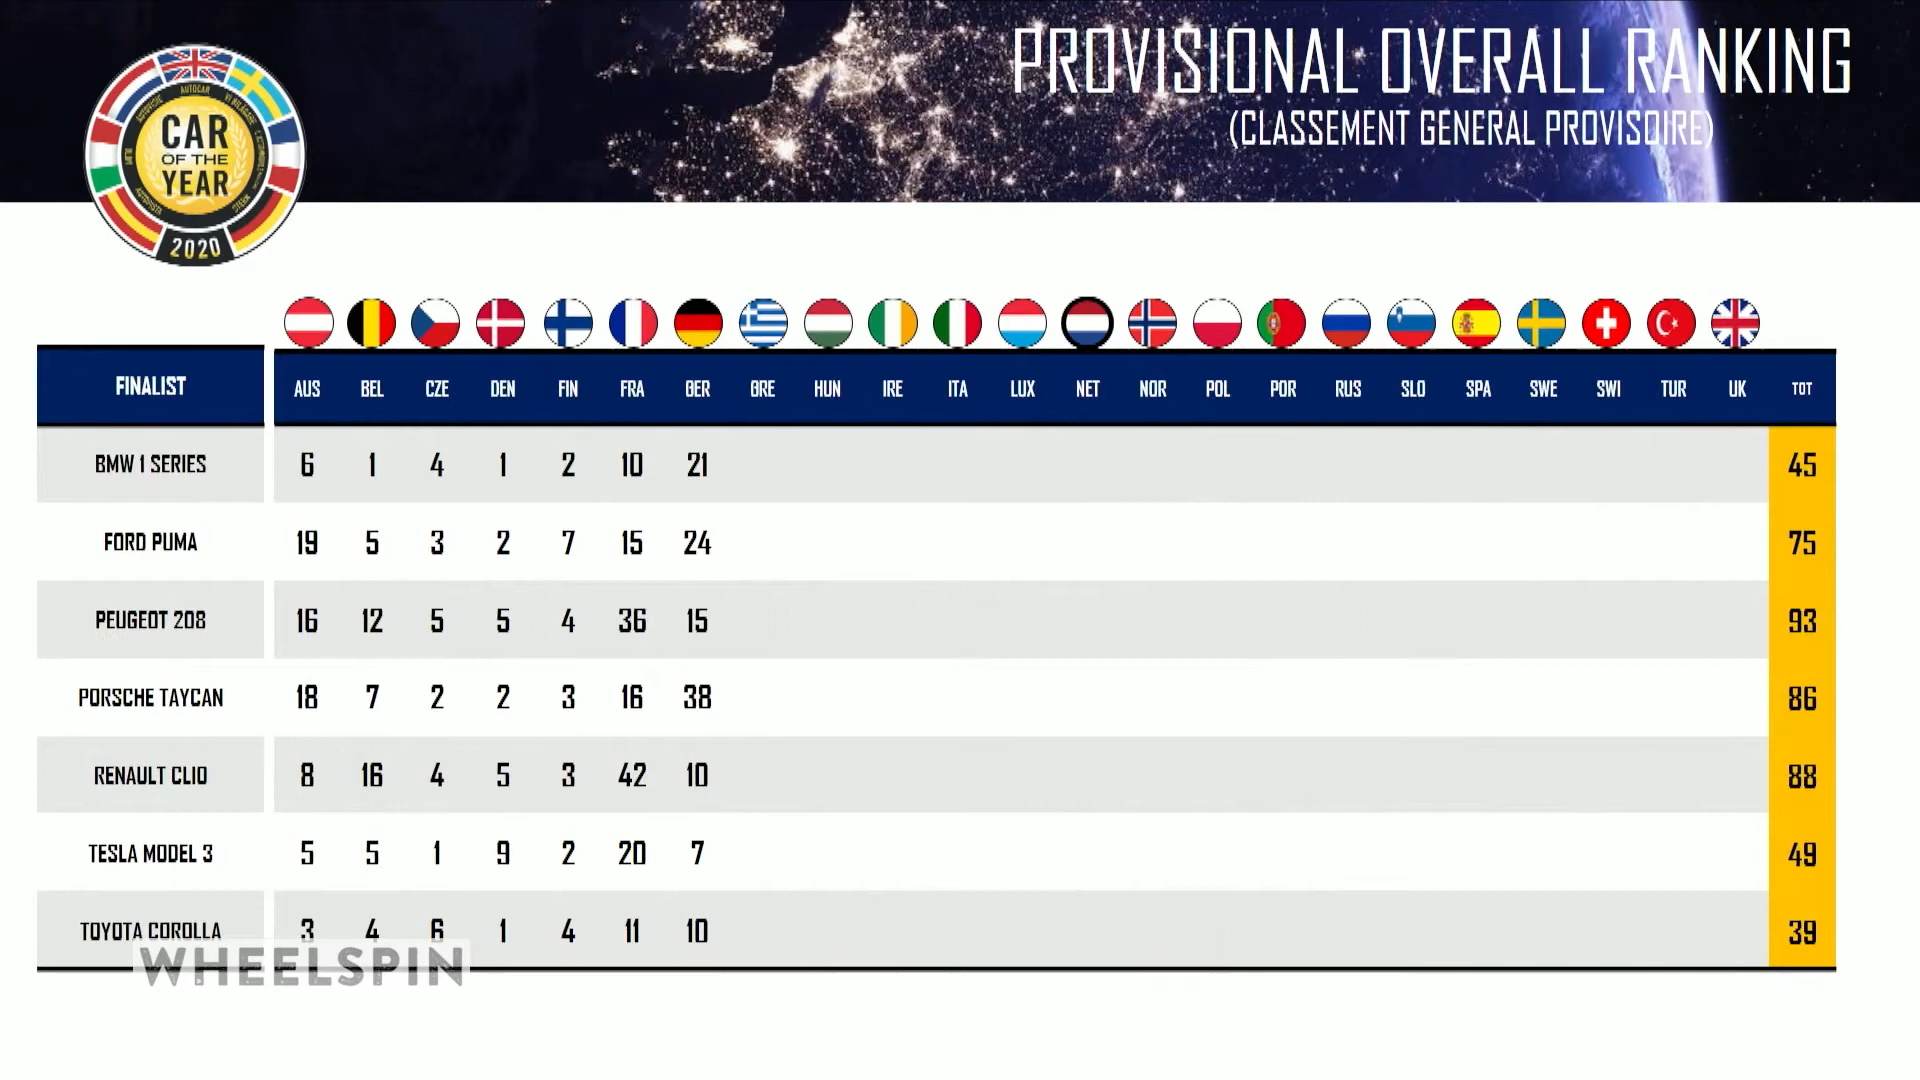 PROVISIONAL OVERALL RANKING
(CLASSEMENT GENERAL PROVISOIRE)
AUTOCAR
CAR
OF THE
YEAR
2020
FINALIST AUS BEL CZE DEN FIN FRA GER GRE HUN IRE ITA LUX NET NOR POL POR RUS SLO SPA SWE SWI TUR UK TOT
BMW 1 SERIES 6 1 4 1 2 10 21 45
FORD PUMA 19 5 3 2 7 15 24 75
PEUGEOT 208 16 12 5 5 4 36 15 93
PORSCHE TAYCAN 18 7 2 2 3 16 38 86
RENAULT CLIO 8 16 4 5 3 42 10 88
TESLA MODEL 3 5 5 1 9 2 20 7 49
TOYOTA COROLLA 3 4 6 1 4 11 10 39
WHEELSPIN